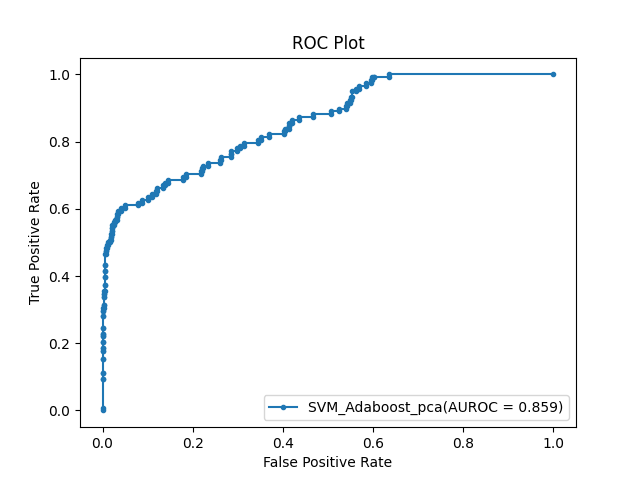 ROC Plot
1.0
0.8
0.6
0.4
0.2
0.0
True Positive Rate
SVM_Adaboost_pca(AUROC = 0.859)
0.0 0.2 0.4 0.6 0.8 1.0
False Positive Rate